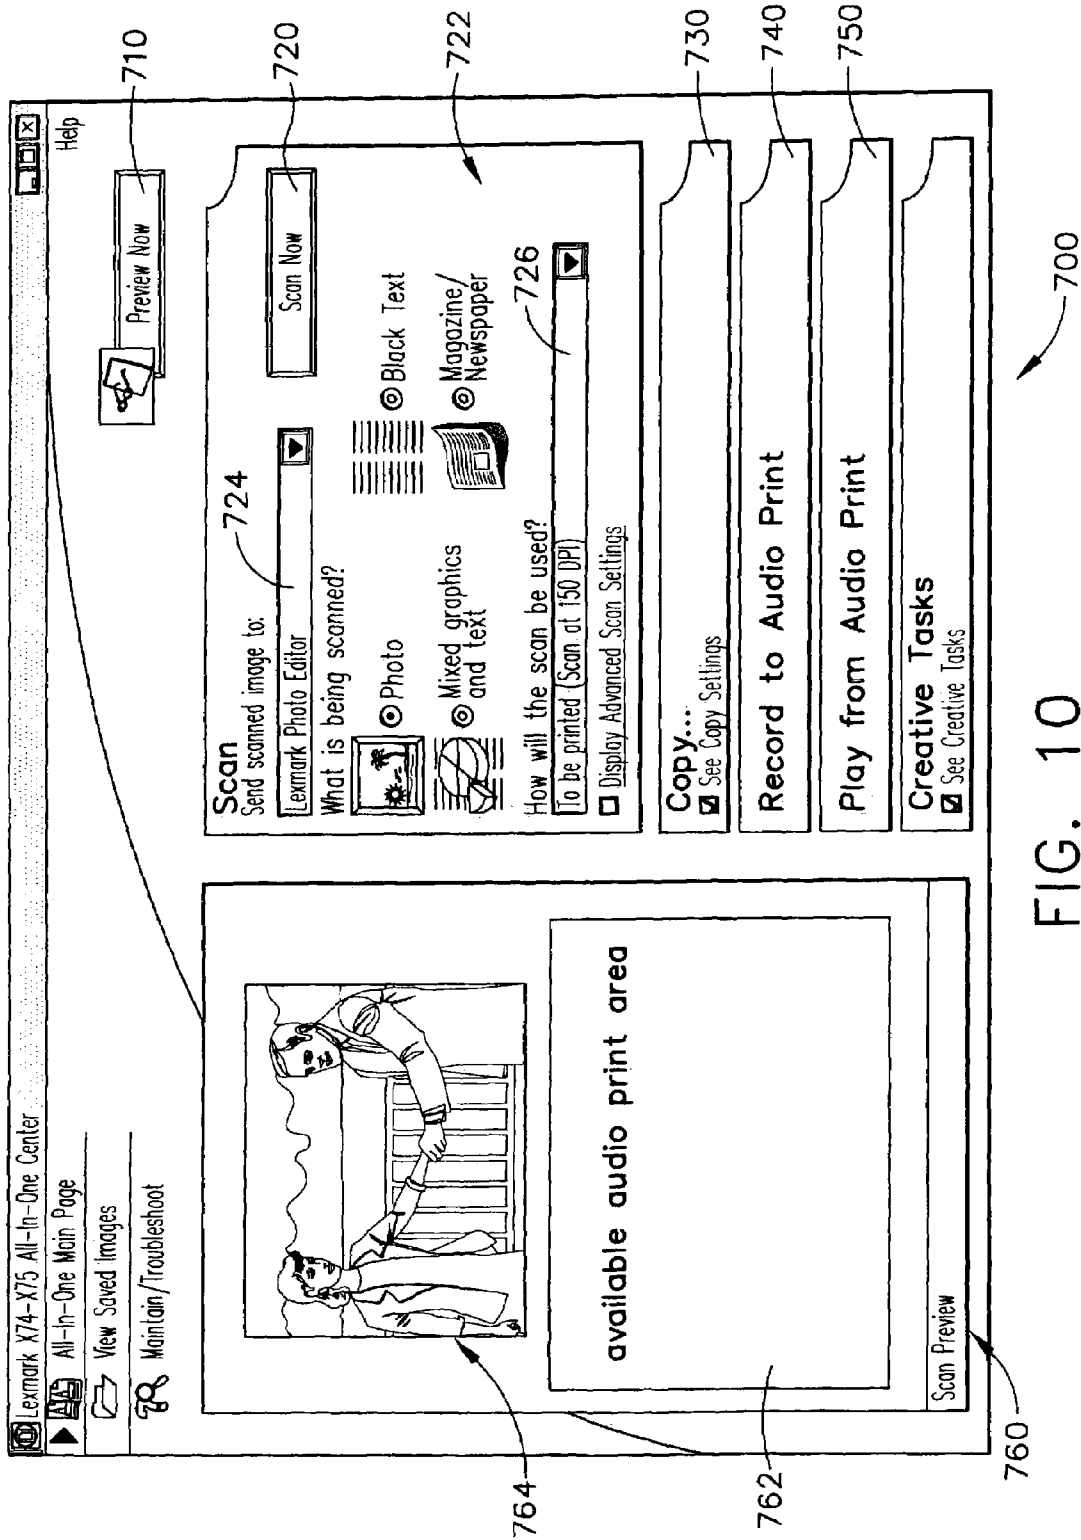 Lexmark X74-X75 All-In-One Center
Help
All-In-One Main Page
View Saved Images
Maintain/Troubleshoot
Preview Now
710
Scan
Send scanned image to:
Lexmark Photo Editor
724
Scan Now
720
What is being scanned?
Photo
Black Text
722
Mixed graphics
and text
Magazine/
Newspaper
How will the scan be used?
726
To be printed (Scan at 150 DPI)
Display Advanced Scan Settings
Copy...
See Copy Settings
730
Record to Audio Print
740
Play from Audio Print
750
Creative Tasks
See Creative Tasks
764
available audio print area
762
Scan Preview
760
700
FIG. 10